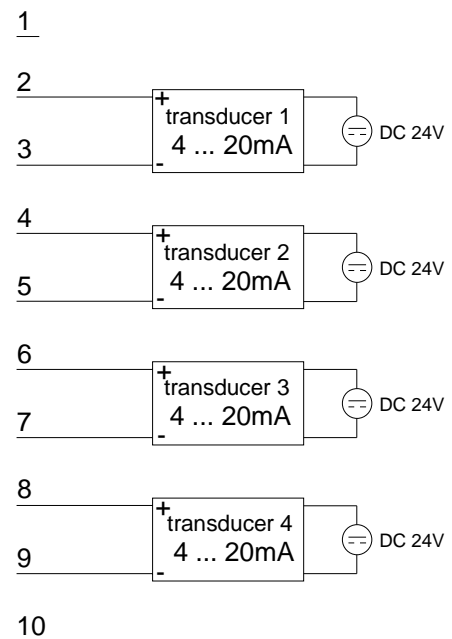 1
2
+
transducer 1
4 ... 20mA
-
DC 24V
3
4
+
transducer 2
4 ... 20mA
-
DC 24V
5
6
+
transducer 3
4 ... 20mA
-
DC 24V
7
8
+
transducer 4
4 ... 20mA
-
DC 24V
9
10